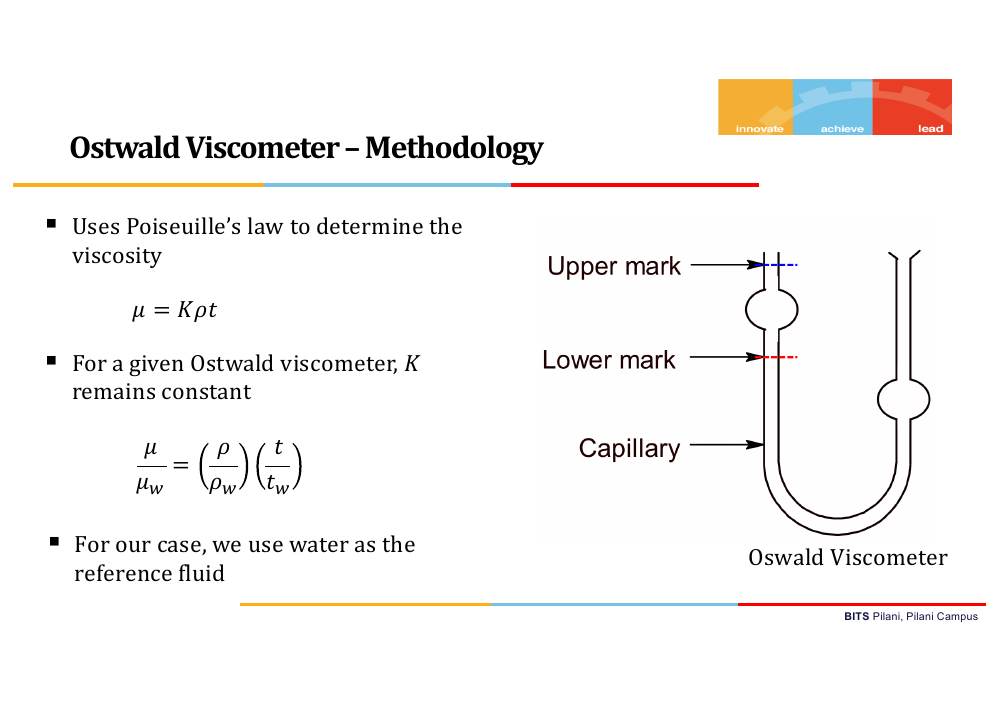 innovate achieve lead
Ostwald Viscometer – Methodology
▪ Uses Poiseuille’s law to determine the
viscosity
μ = Kρt
▪ For a given Ostwald viscometer, K
remains constant
μ/μw = (ρ/ρw)(t/tw)
▪ For our case, we use water as the
reference fluid
Upper mark
Lower mark
Capillary
Oswald Viscometer
BITS Pilani, Pilani Campus